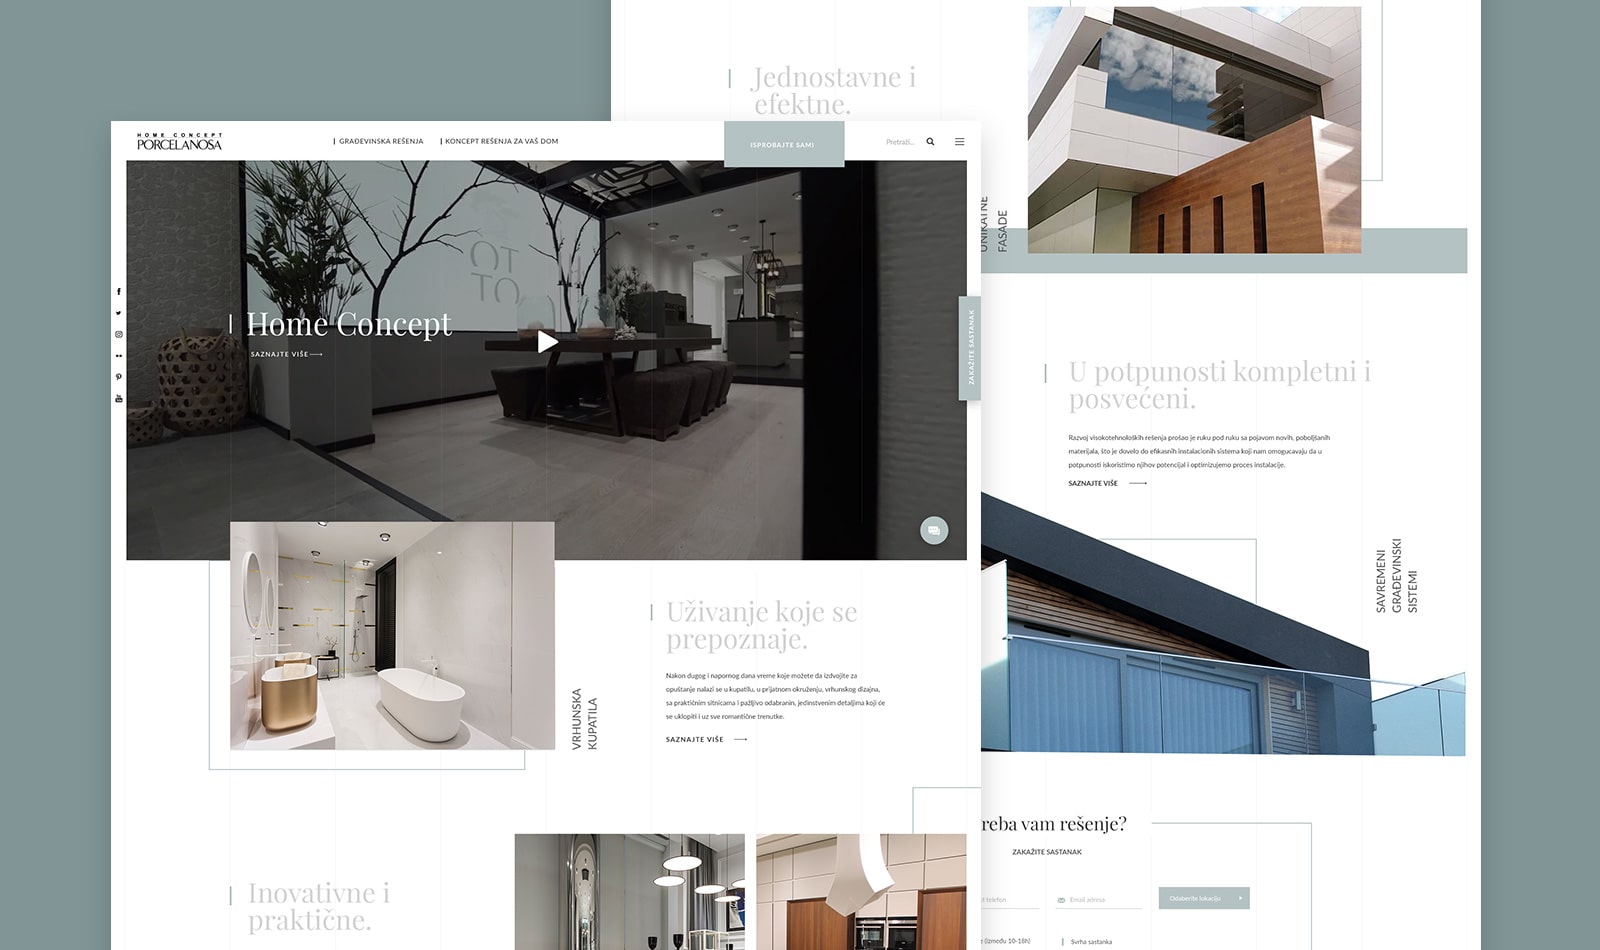 HOME CONCEPT
PORCELANOSA
GRAĐEVINSKA REŠENJA
KONCEPT REŠENJA ZA VAŠ DOM
ISPROBAJTE SAMI
Pretraži...
Home Concept
SAZNAJTE VIŠE
ZAKAŽITE SASTANAK
Uživanje koje se
prepoznaje.
Nakon dugog i napornog dana vreme koje možete da izdvojite za
opuštanje nalazi se u kupatilu, u prijatnom okruženju, vrhunskog dizajna,
sa praktičnim sitnicama i pažljivo odabranin, jedinstvenim detaljima koji će
se uklopiti i uz sve romantične trenutke.
SAZNAJTE VIŠE
VRHUNSKA
KUPATILA
Inovativne i
praktične.
Jednostavne i
efektne.
UNIKATNE
FASADE
U potpunosti kompletni i
posvećeni.
Razvoj visokotehnoloških rešenja prošao je ruku pod ruku sa pojavom novih, poboljšanih
materijala, što je dovelo do efikasnih instalacionih sistema koji nam omogucavaju da u
potpunosti iskoristimo njihov potencijal i optimizujemo proces instalacije.
SAZNAJTE VIŠE
SAVREMENI
GRAĐEVINSKI
SISTEMI
reba vam rešenje?
ZAKAŽITE SASTANAK
t telefon
Email adresa
Odaberite lokaciju
e (između 10-18h)
Svrha sastanka